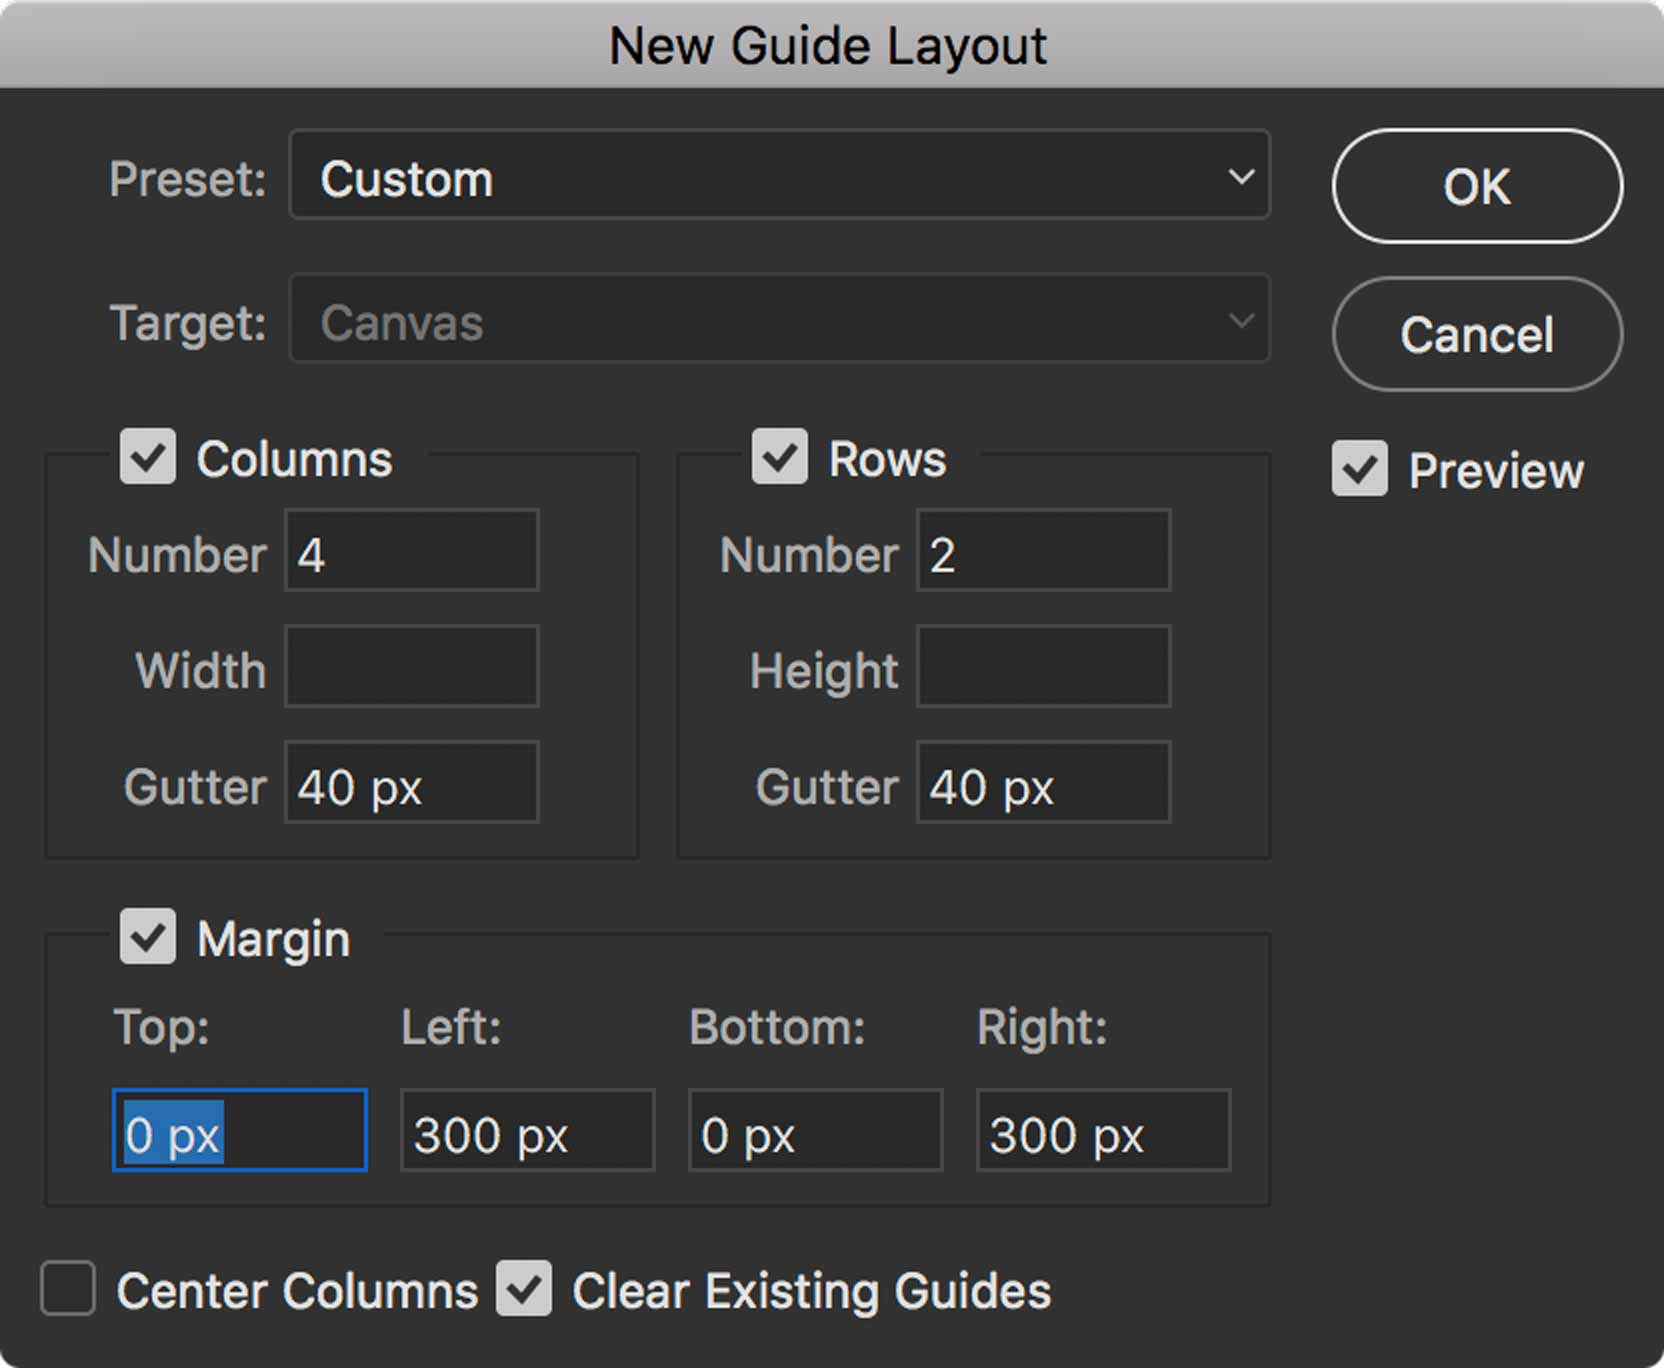 New Guide Layout
Preset: Custom
OK
Target: Canvas
Cancel
Columns
Rows
Preview
Number 4
Number 2
Width
Height
Gutter 40 px
Gutter 40 px
Margin
Top: Left: Bottom: Right:
0 px 300 px 0 px 300 px
Center Columns Clear Existing Guides